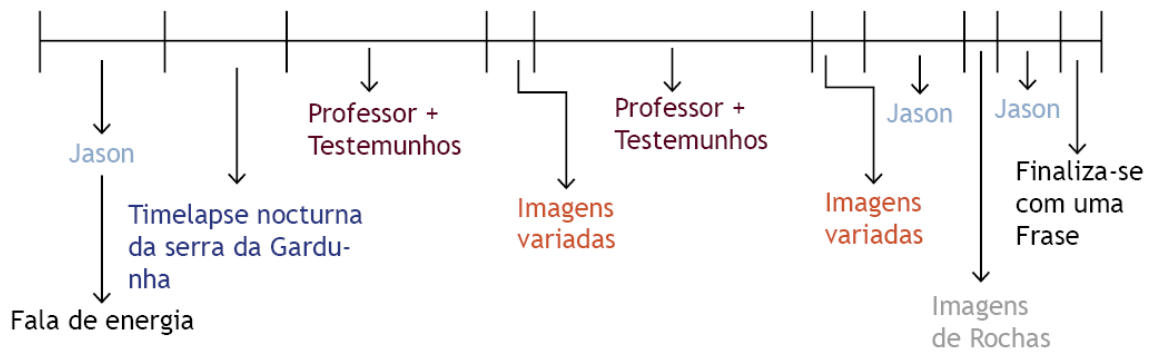 Jason
Fala de energia
Timelapse nocturna
da serra da Gardu-
nha
Professor +
Testemunhos
Imagens
variadas
Professor +
Testemunhos
Imagens
variadas
Jason
Imagens
de Rochas
Jason
Finaliza-se
com uma
Frase